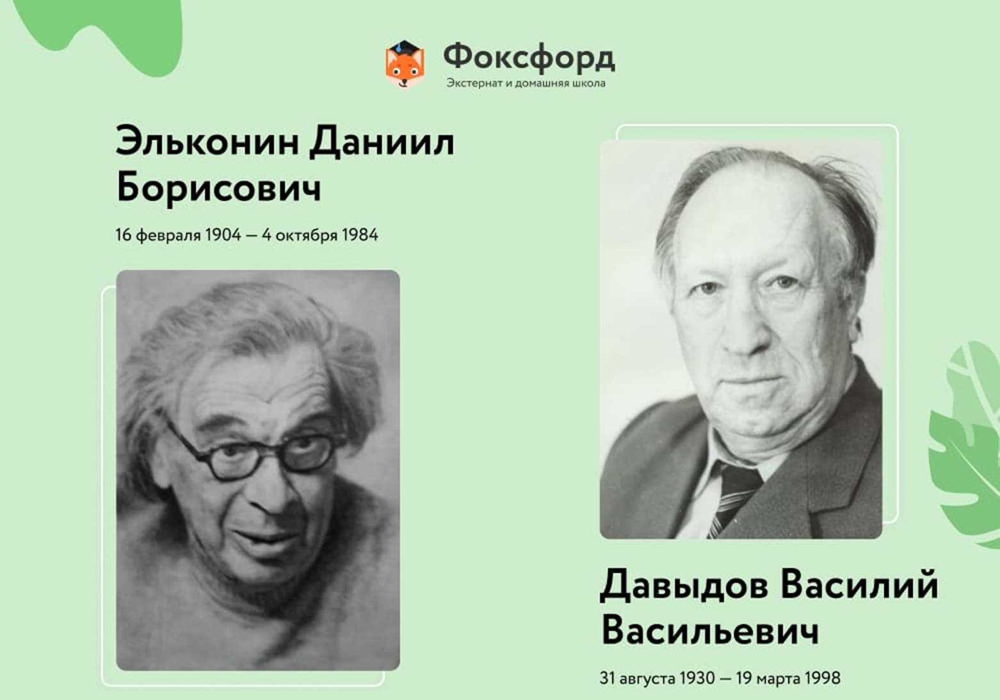 Фоксфорд
Экстернат и домашняя школа
Эльконин Даниил
Борисович
16 февраля 1904 — 4 октября 1984
Давыдов Василий
Васильевич
31 августа 1930 — 19 марта 1998